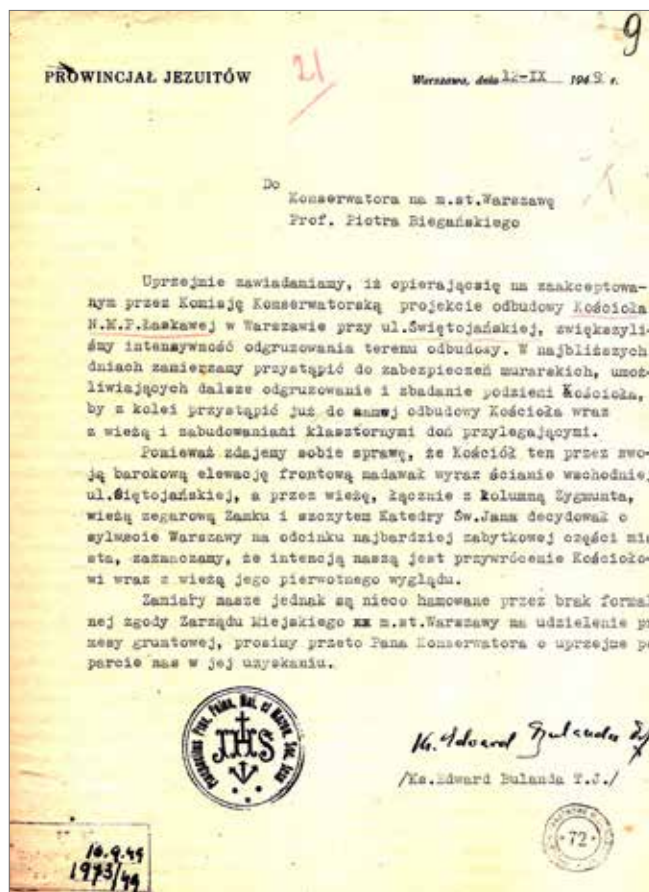 9
PROWINCJAŁ JEZUITÓW
21
Warszawa, dnia 12-IX 1949 r.
Do
Konserwatora na m.st.Warszawę
Prof. Piotra Biegańskiego
Uprzejmie zawiadaniamy, iż opierającsię na zaakceptowa-
nym przez Komisję Konserwatorską projekcie odbudowy Kościoła
N.M.P.Łaskawej w Warszawie przy ul.Świętojańskiej, zwiększyli-
śmy intensywność odgruzowania terenu odbudowy. W najbliższych
dniach zamierzamy przystąpić do zabezpieczeń murarskich, umoż-
liwiających dalsze odgruzowanie i zbadanie podziemi Kościoła,
by z kolei przystąpić już do samej odbudowy Kościoła wraz
z wieżą i zabudowaniami klasztornymi doń przylegającymi.
Ponieważ zdajemy sobie sprawę, że Kościół ten przez swo-
ją barokową elewację frontową nadawał wyraz ścianie wschodniej
ul.Siętojańskiej, a przez wieżę, łącznie z kolumną Zygmunta,
wieżą zegarową Zamku i szczytem Katedry Św.Jana decydował o
sylwecie Warszawy na odcinku najbardziej zabytkowej części mia
sta, zaznanczamy, że intencją naszą jest przywrócenie Kościoło-
wi wraz z wieżą jego pierwotnego wyglądu.
Zamiały nasze jednak są nieco hamowane przez brak formal
nej zgody Zarządu Miejskiego xx m.st.Warszawy na udzielenie pr
mesy gruntowej, prosimy przeto Pana Konserwatora o uprzejme po
parcie nas w jej uzyskaniu.
JHS
Ks. Edward Bulanda
/Ks.Edward Bulanda T.J./
72
10.9.49
1973/49